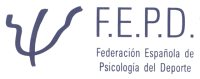 F.E.P.D.
Federación Española de
Psicología del Deporte